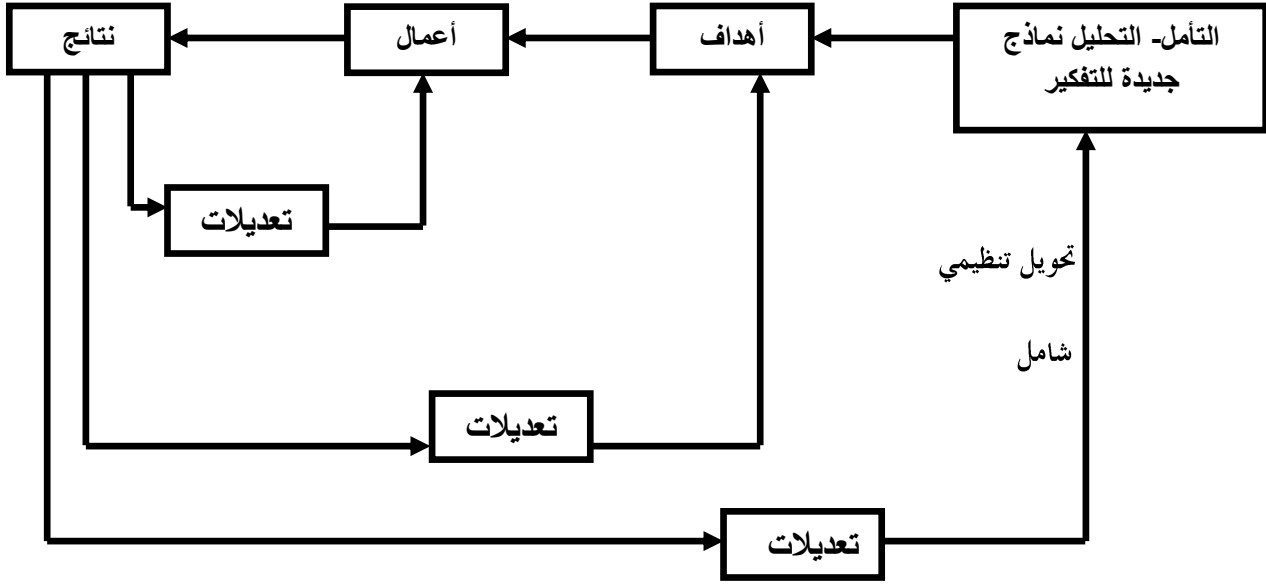 التأمل- التحليل نماذج
جديدة للتفكير
أهداف
أعمال
نتائج
تعديلات
تحويل تنظيمي
شامل
تعديلات
تعديلات